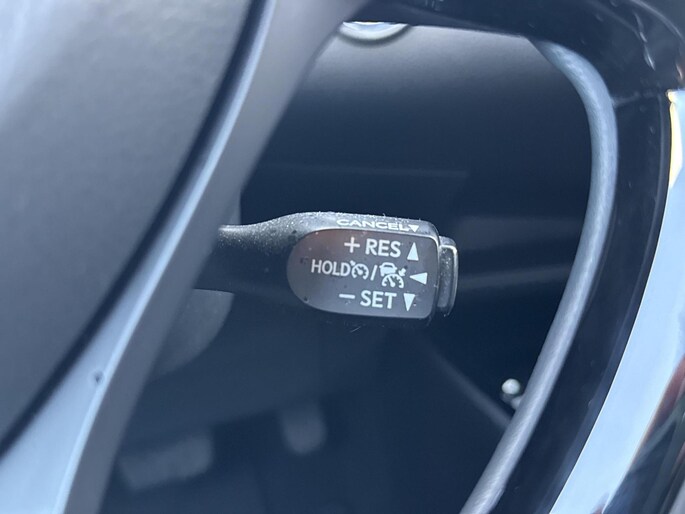 CANCEL▼
+ RES ▲
HOLD / ◀
− SET ▼